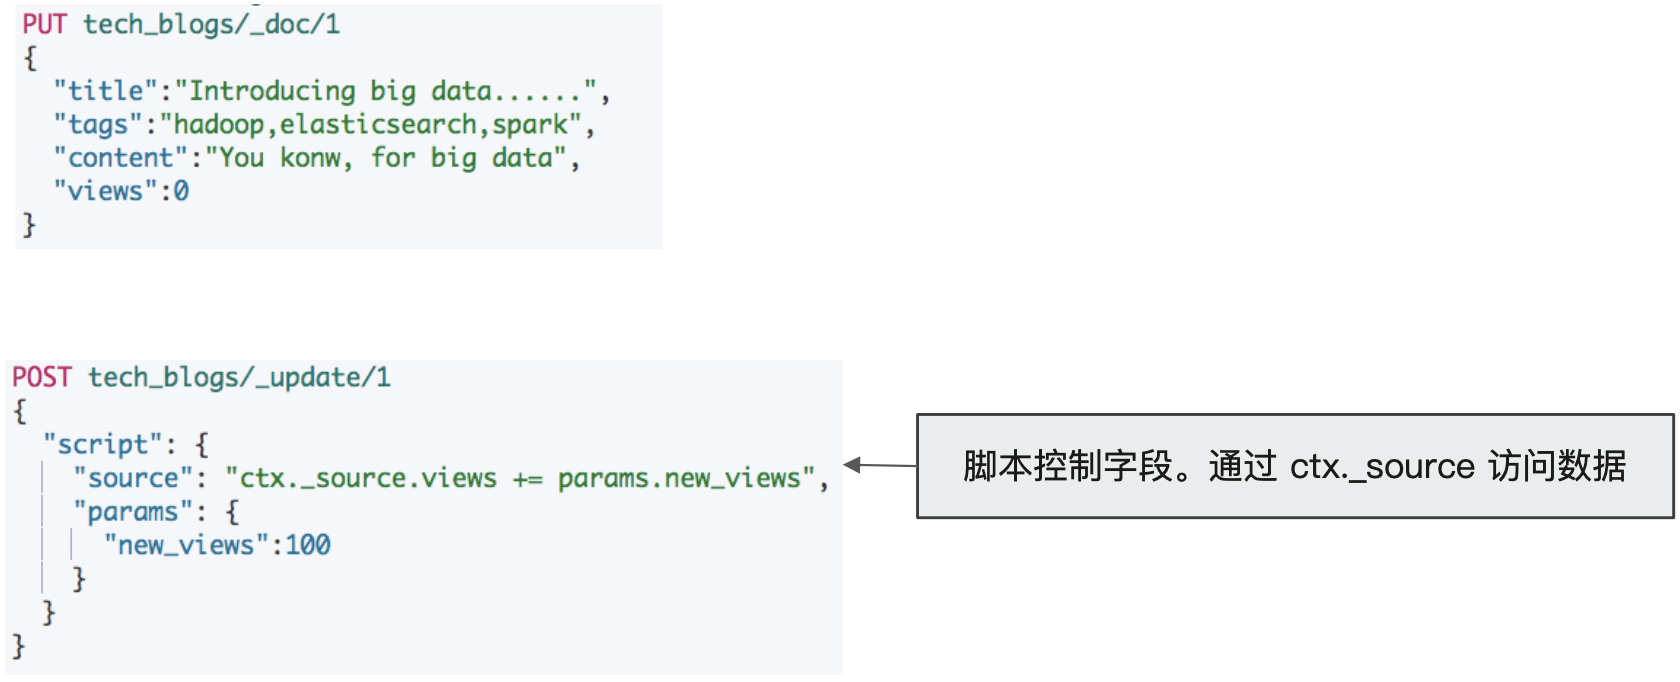 PUT tech_blogs/_doc/1
{
  "title":"Introducing big data......",
  "tags":"hadoop,elasticsearch,spark",
  "content":"You konw, for big data",
  "views":0
}
POST tech_blogs/_update/1
{
  "script": {
    "source": "ctx._source.views += params.new_views",
    "params": {
      "new_views":100
    }
  }
}
脚本控制字段。通过 ctx._source 访问数据